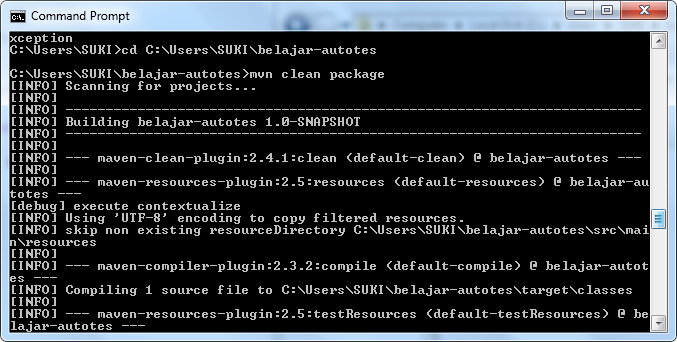 Command Prompt
xception
C:\Users\SUKI>cd C:\Users\SUKI\belajar-autotes
C:\Users\SUKI\belajar-autotes>mvn clean package
[INFO] Scanning for projects...
[INFO]
[INFO] ------------------------------------------------------------------------
[INFO] Building belajar-autotes 1.0-SNAPSHOT
[INFO] ------------------------------------------------------------------------
[INFO]
[INFO] --- maven-clean-plugin:2.4.1:clean (default-clean) @ belajar-autotes ---
[INFO]
[INFO] --- maven-resources-plugin:2.5:resources (default-resources) @ belajar-au
totes ---
[debug] execute contextualize
[INFO] Using 'UTF-8' encoding to copy filtered resources.
[INFO] skip non existing resourceDirectory C:\Users\SUKI\belajar-autotes\src\mai
n\resources
[INFO]
[INFO] --- maven-compiler-plugin:2.3.2:compile (default-compile) @ belajar-autot
es ---
[INFO] Compiling 1 source file to C:\Users\SUKI\belajar-autotes\target\classes
[INFO]
[INFO] --- maven-resources-plugin:2.5:testResources (default-testResources) @ be
lajar-autotes ---